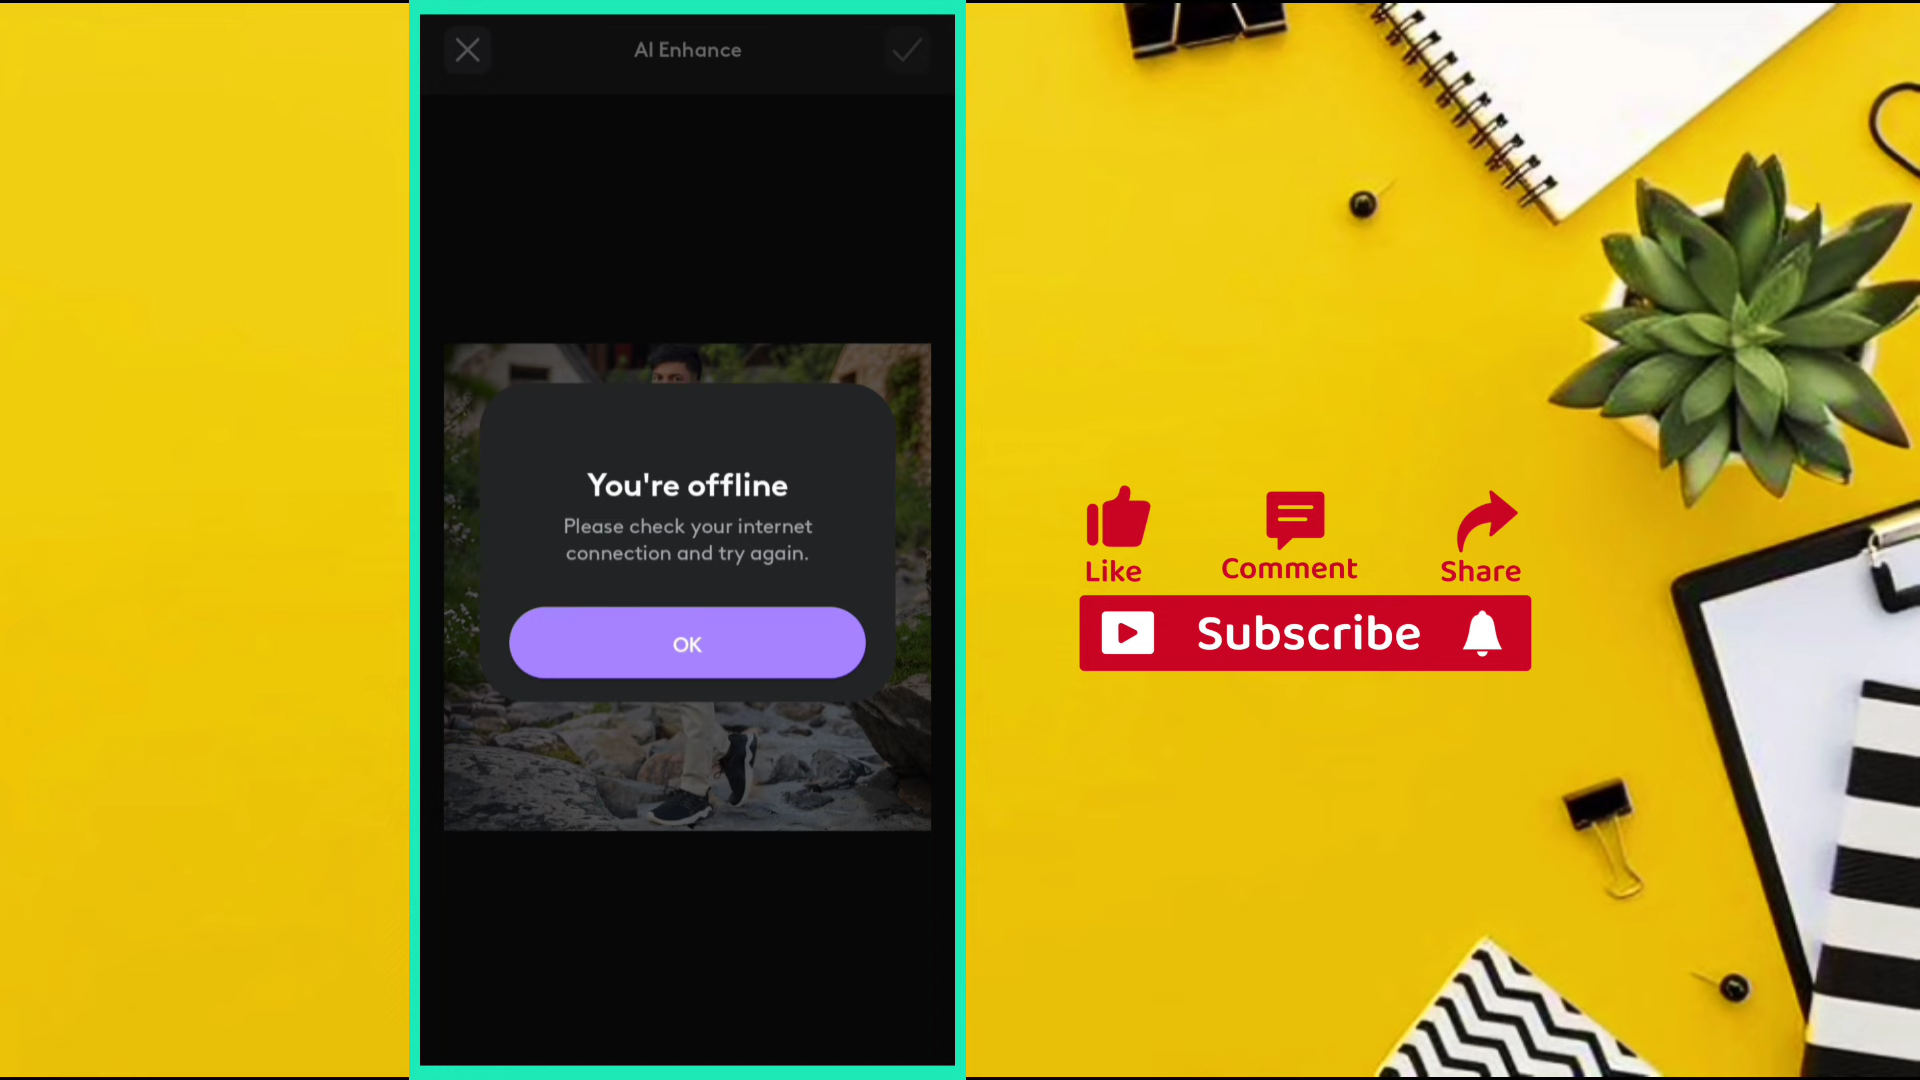 AI Enhance
You're offline
Please check your internet
connection and try again.
OK
Like
Comment
Share
Subscribe